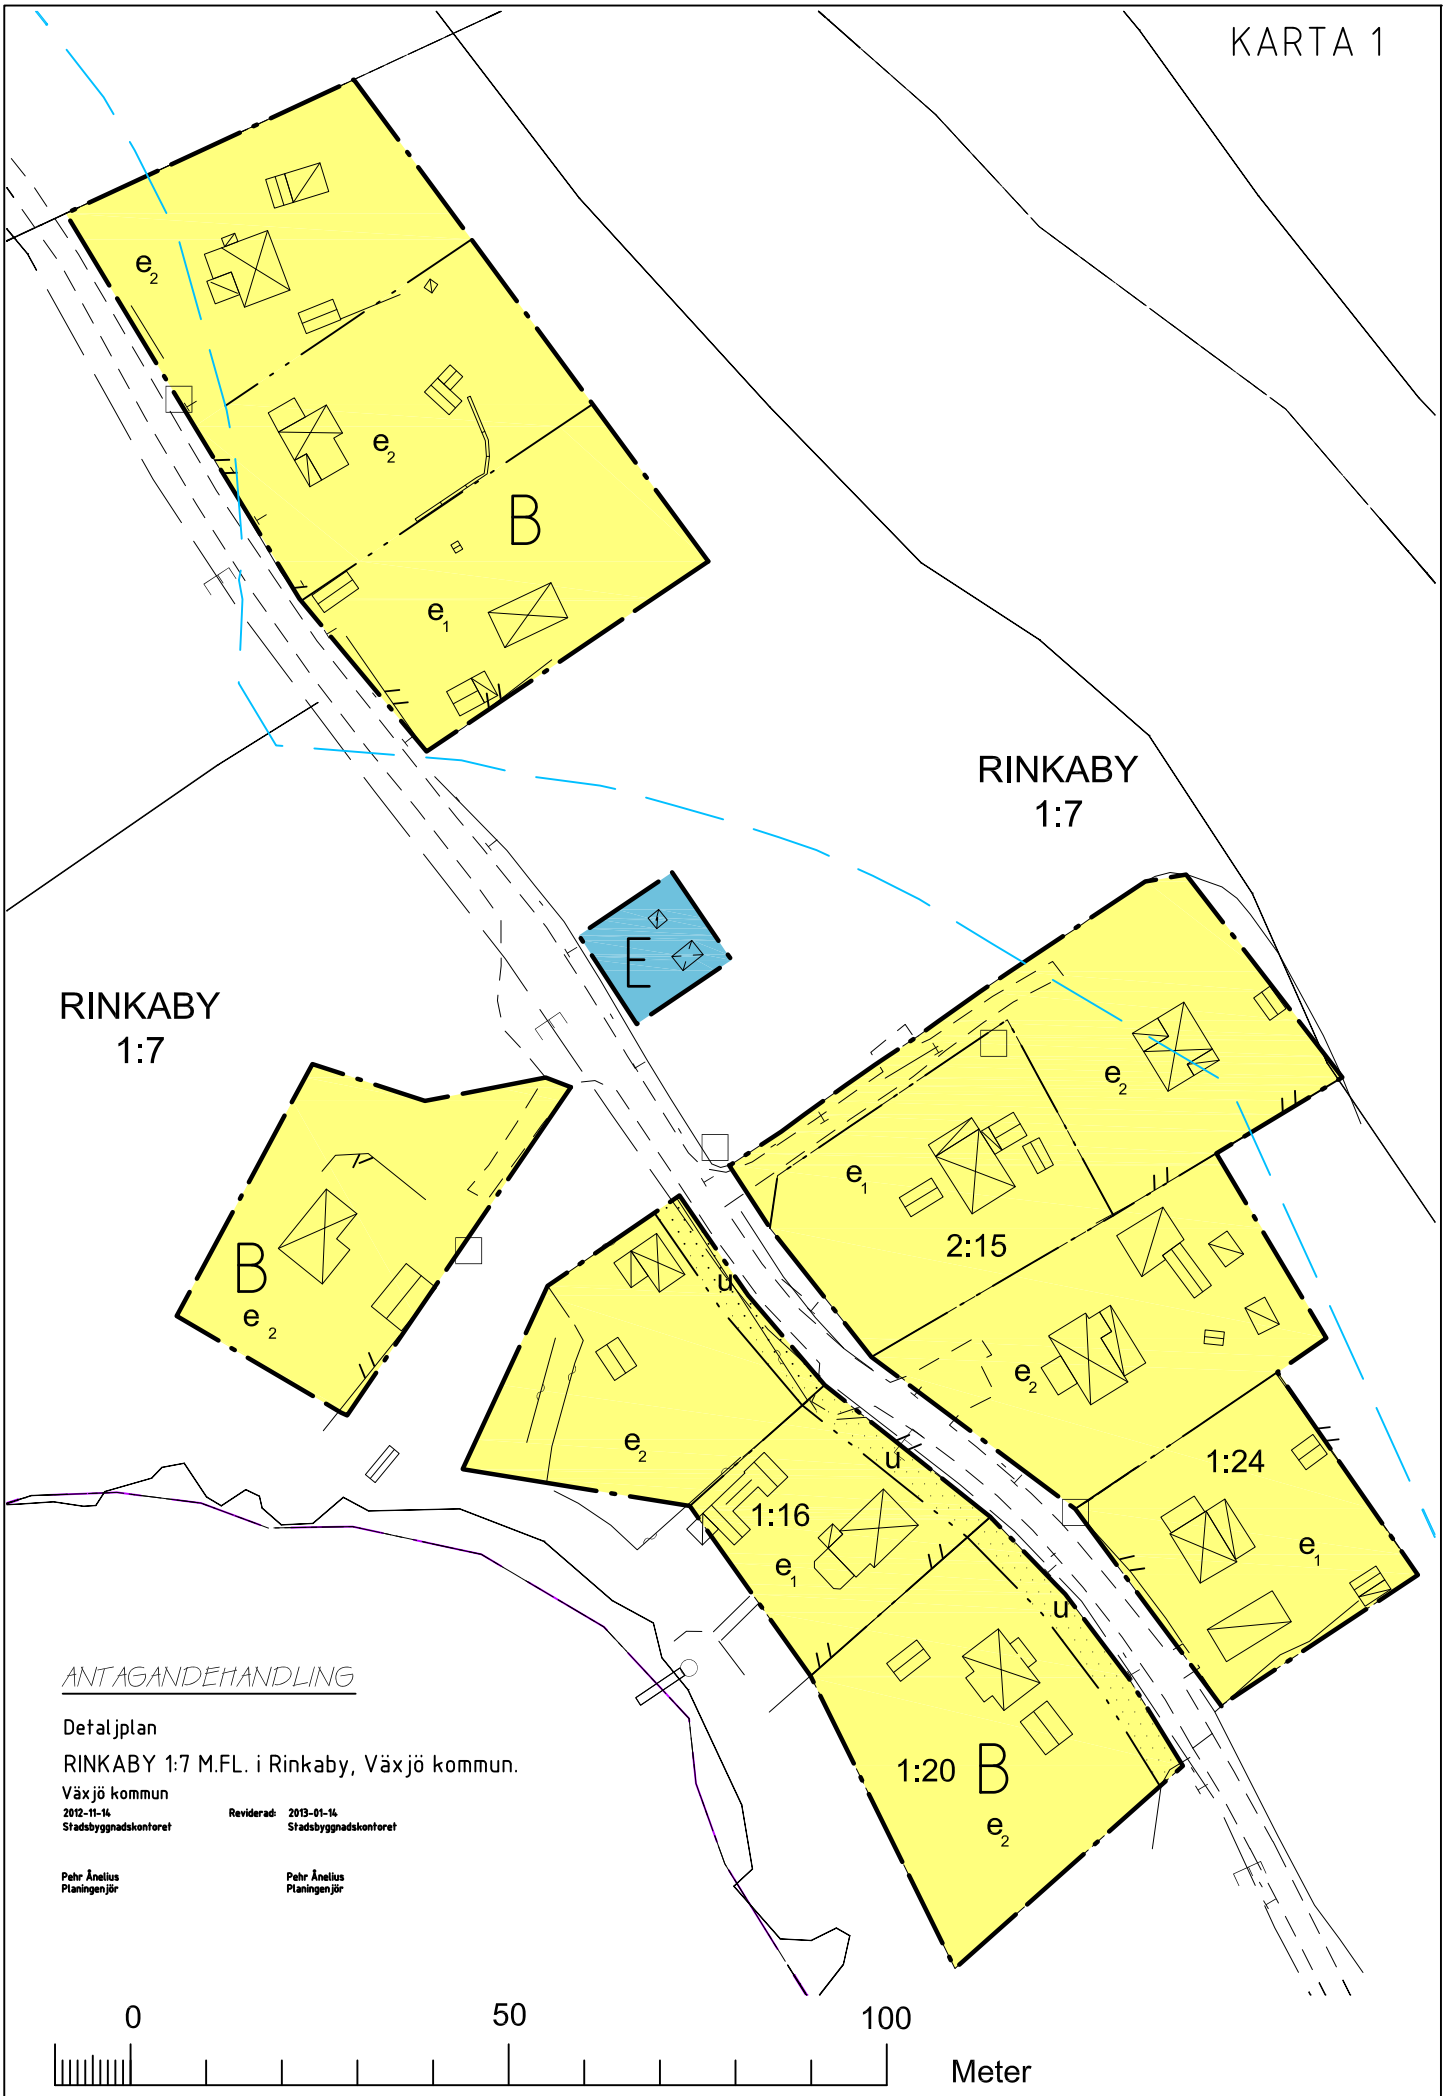 KARTA 1
e2
e2
B
e1
RINKABY
1:7
E
RINKABY
1:7
e2
e1
2:15
u
B
e2
e2
e2
u
1:24
1:16
e1
e1
u
1:20
B
e2
ANTAGANDEHANDLING
Detaljplan
RINKABY 1:7 M.FL. i Rinkaby, Växjö kommun.
Växjö kommun
2012-11-14 Reviderad: 2013-01-14
Stadsbyggnadskontoret Stadsbyggnadskontoret
Pehr Ånelius Pehr Ånelius
Planingenjör Planingenjör
0 50 100
Meter